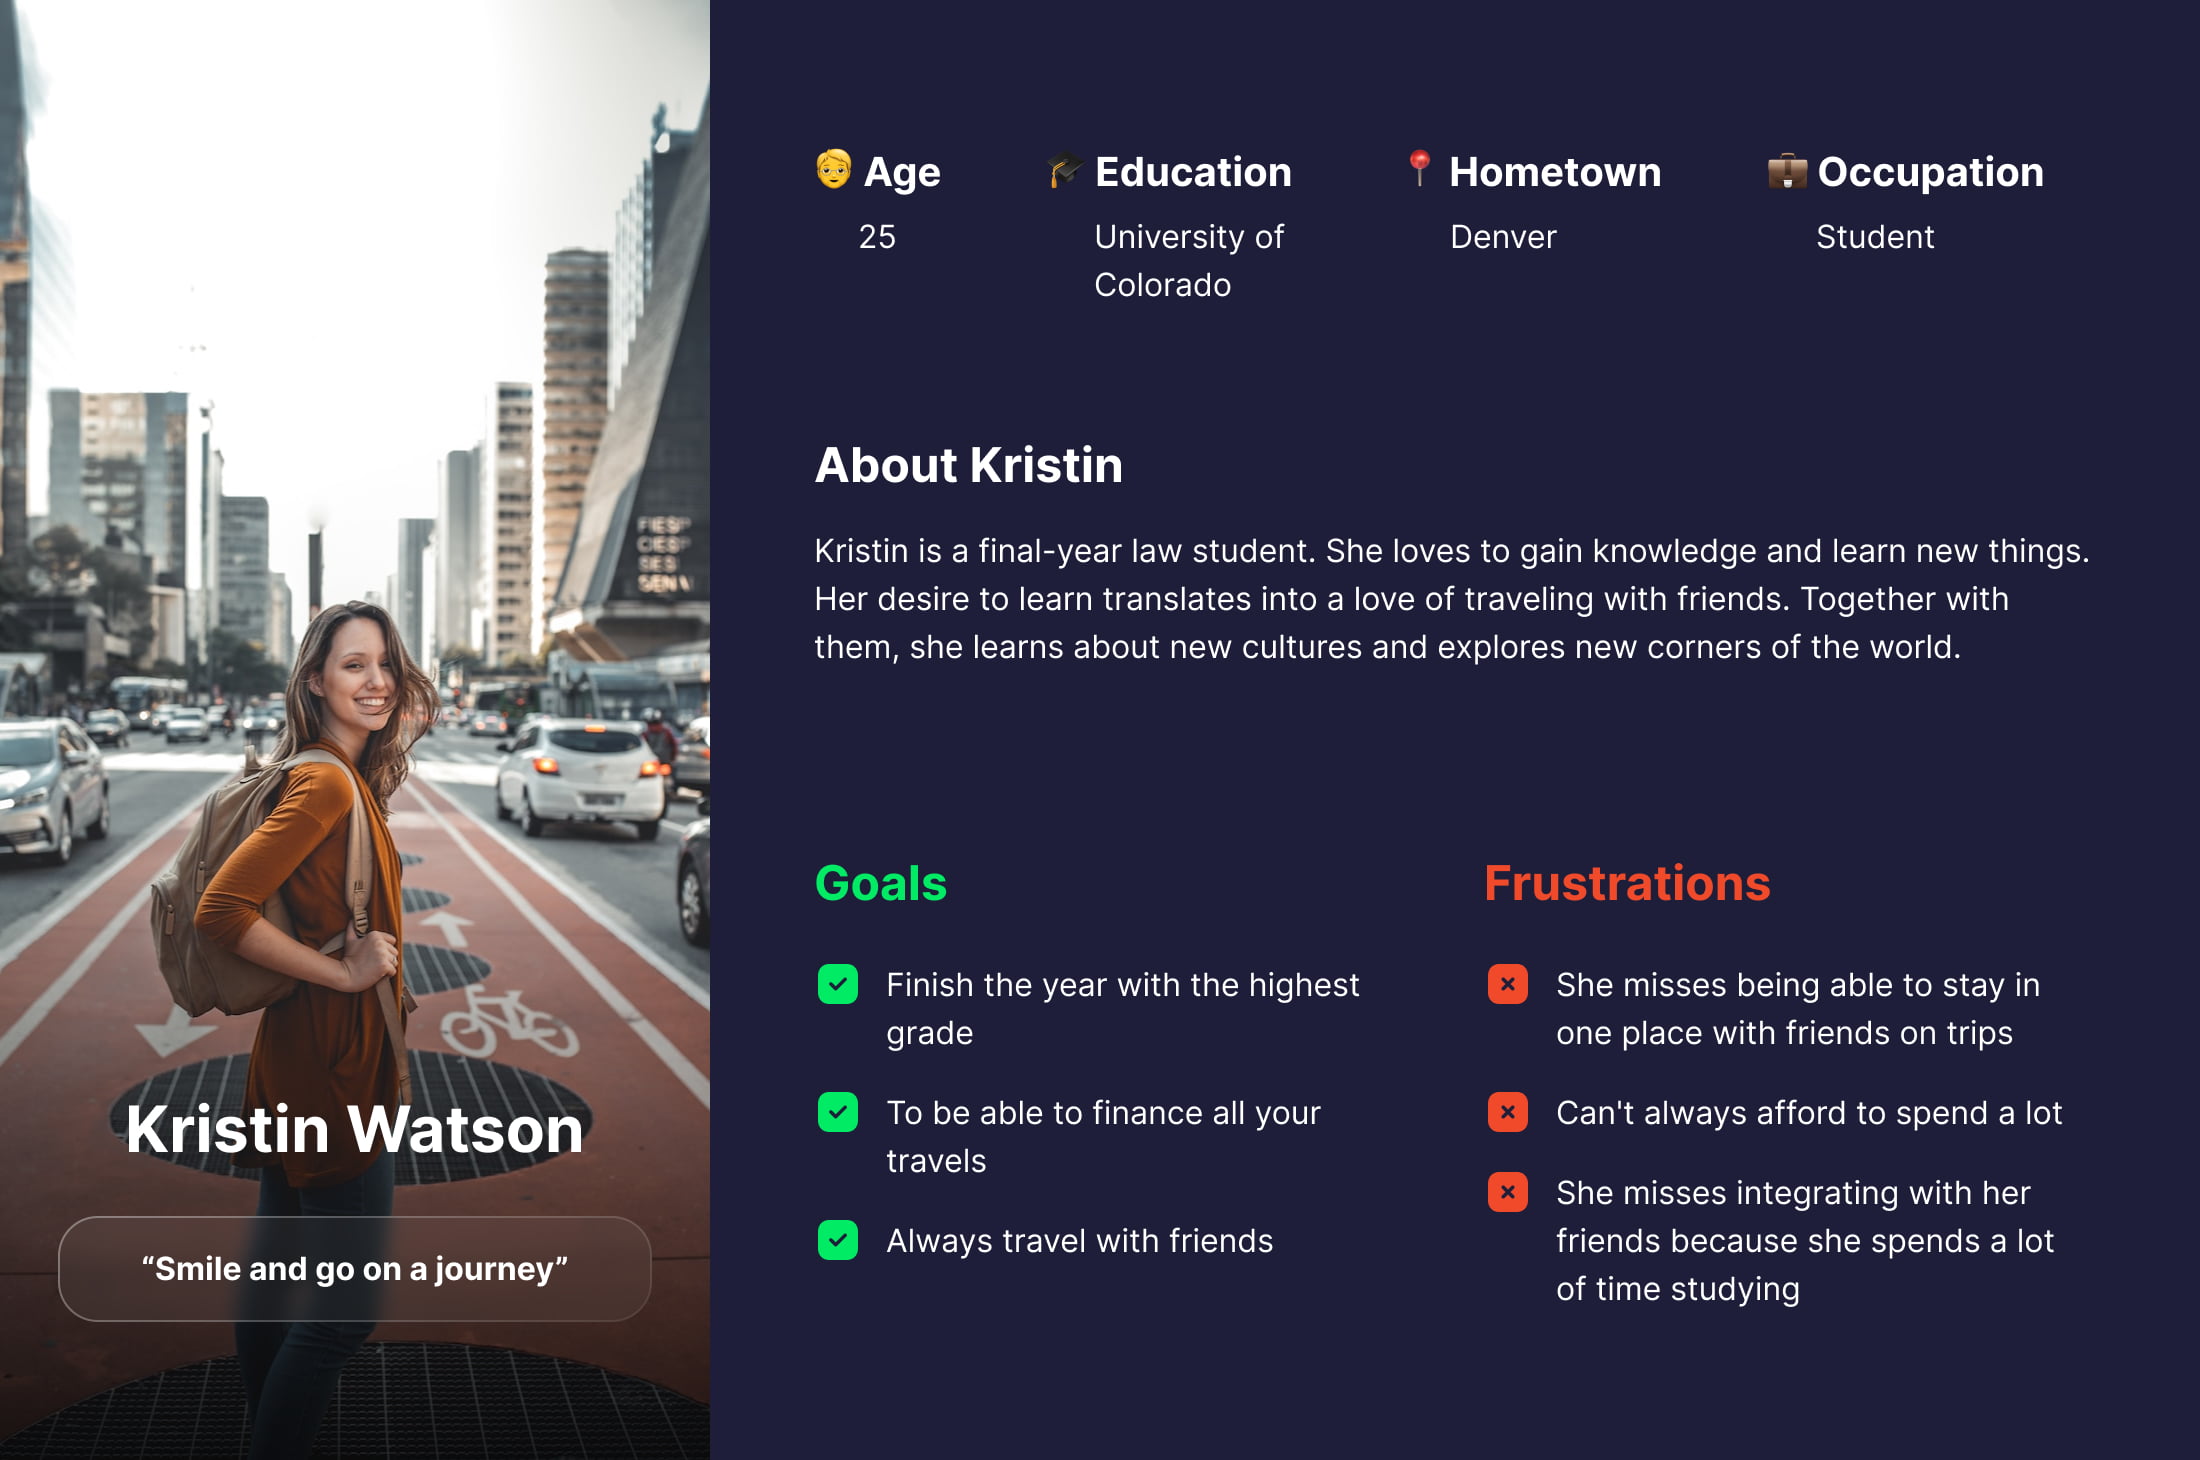 Age
25
Education
University of
Colorado
Hometown
Denver
Occupation
Student
About Kristin
Kristin is a final-year law student. She loves to gain knowledge and learn new things.
Her desire to learn translates into a love of traveling with friends. Together with
them, she learns about new cultures and explores new corners of the world.
Goals
Finish the year with the highest
grade
To be able to finance all your
travels
Always travel with friends
Frustrations
She misses being able to stay in
one place with friends on trips
Can't always afford to spend a lot
She misses integrating with her
friends because she spends a lot
of time studying
FIESP
CIESP
SESI
SENAI
Kristin Watson
“Smile and go on a journey”